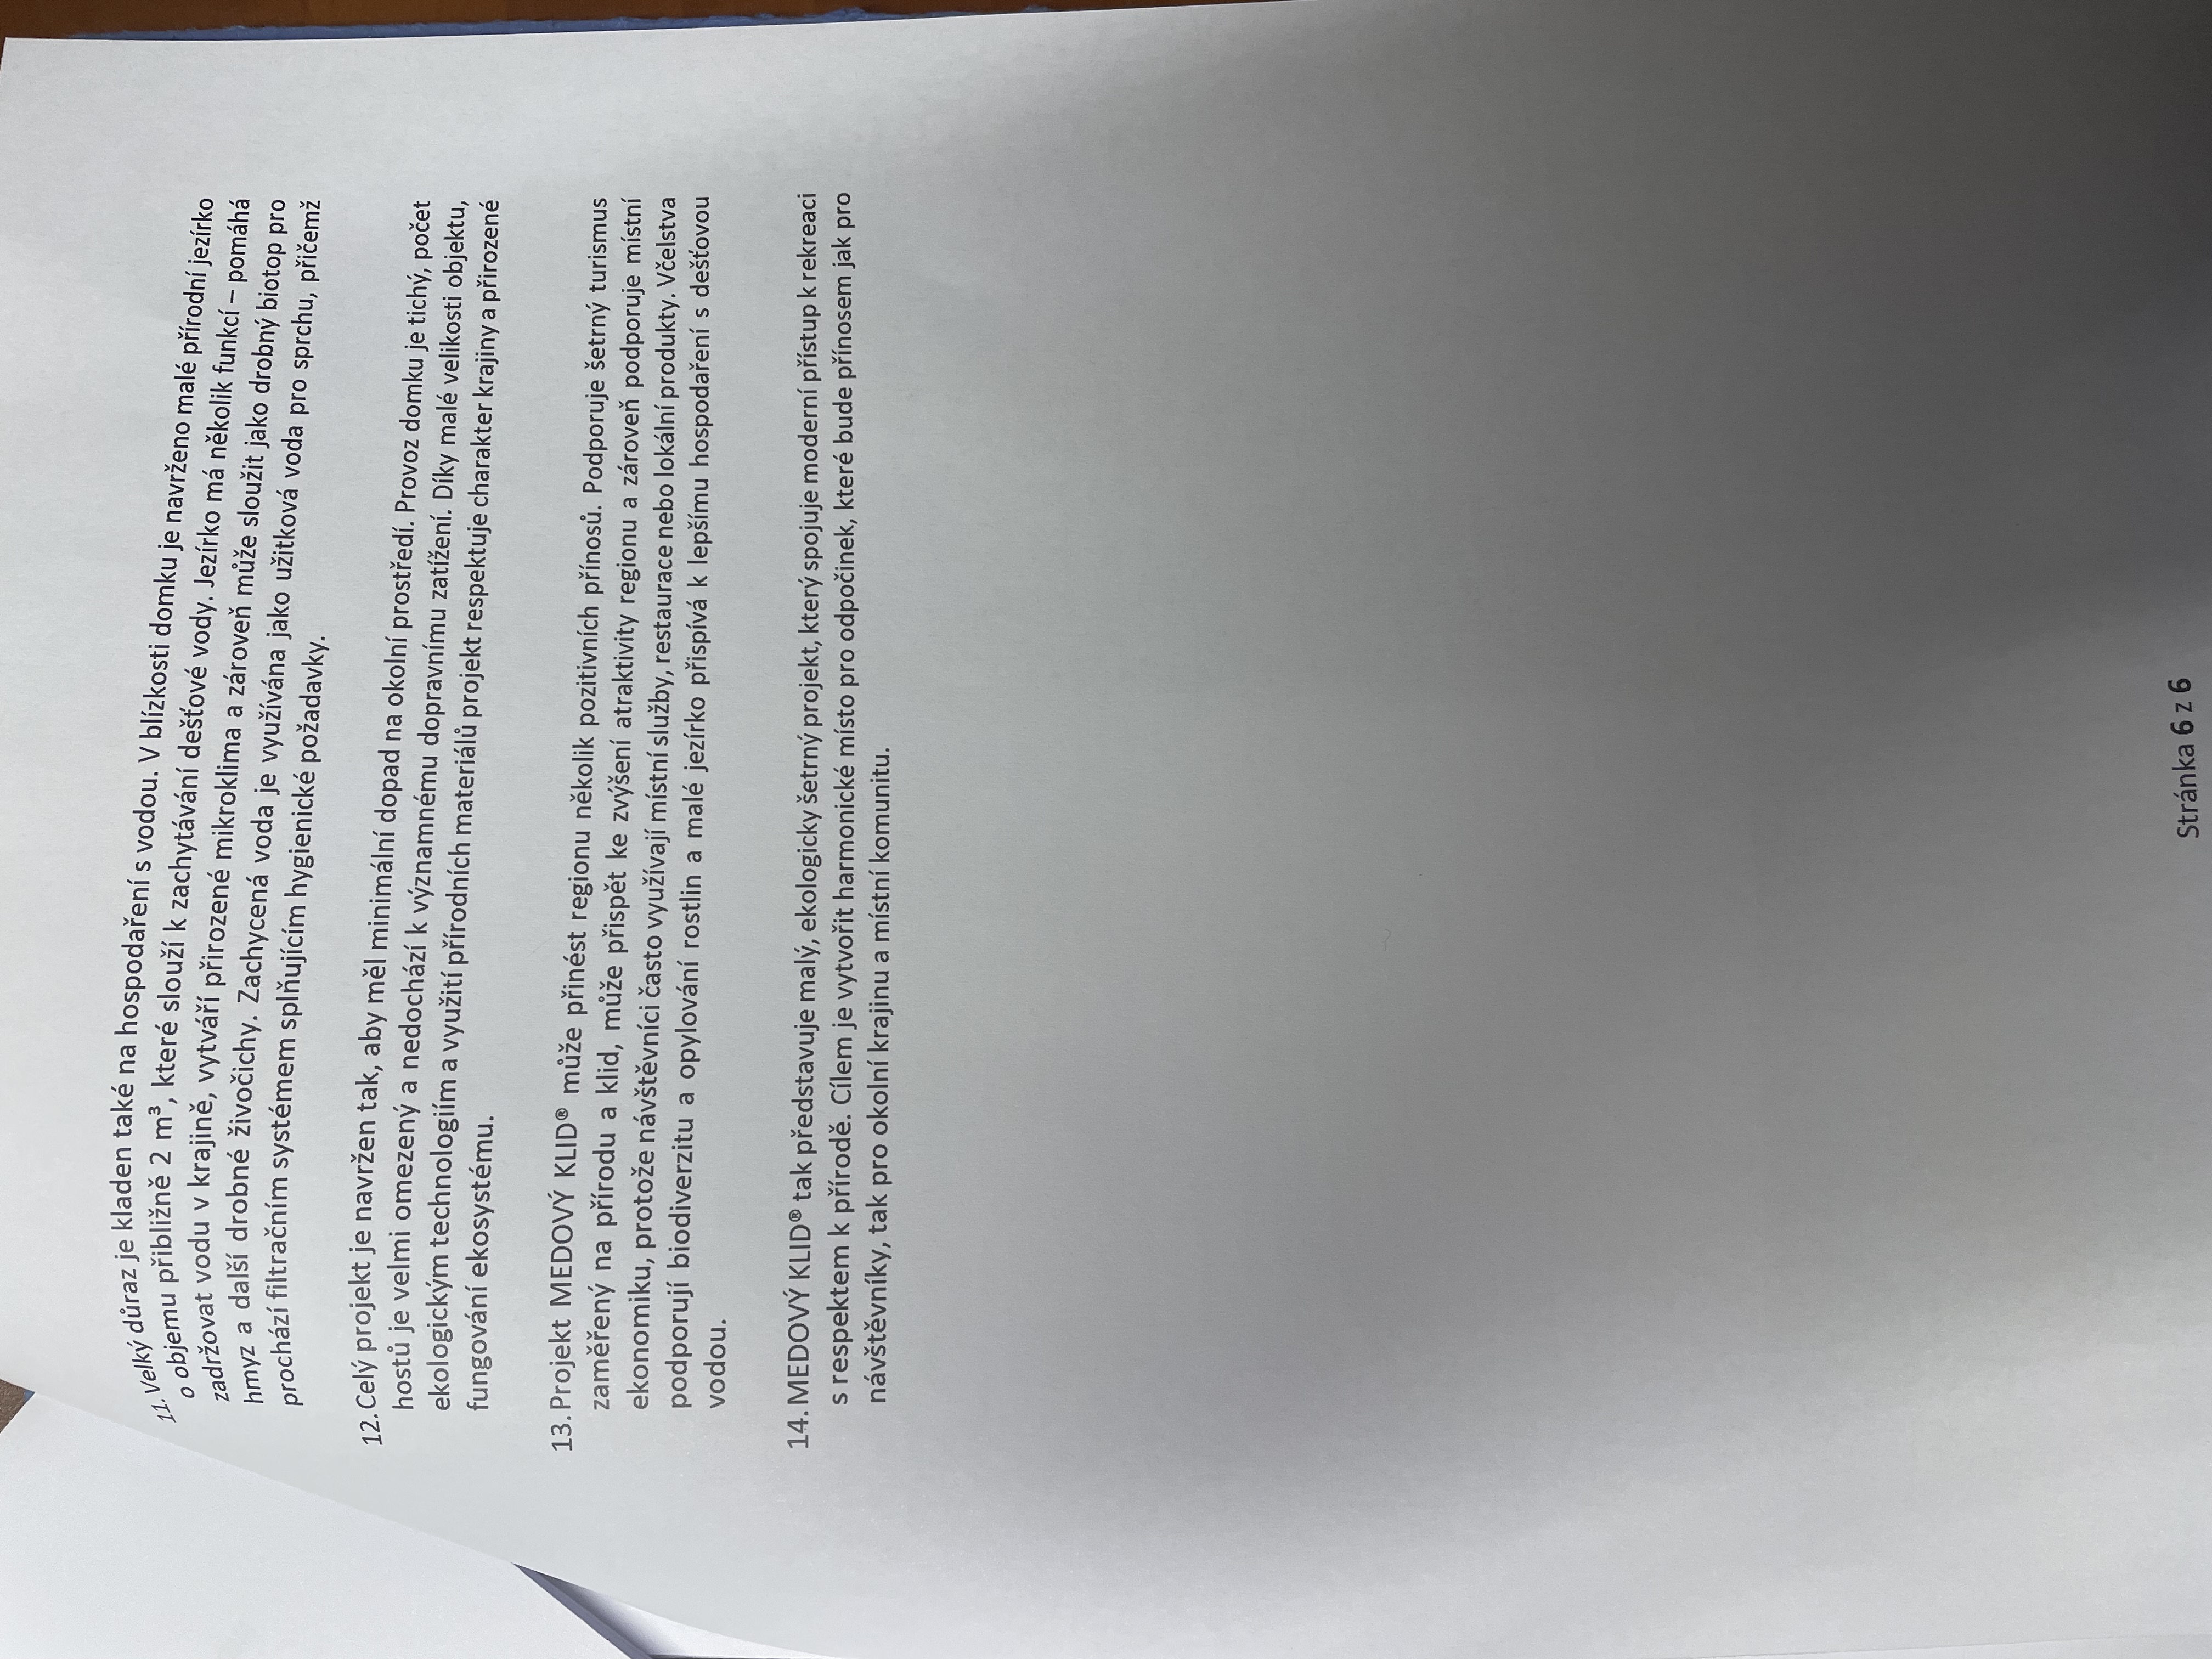 11. Velký důraz je kladen také na hospodaření s vodou. V blízkosti domku je navrženo malé přírodní jezírko
o objemu přibližně 2 m³, které slouží k zachytávání dešťové vody. Jezírko má několik funkcí – pomáhá
zadržovat vodu v krajině, vytváří přirozené mikroklima a zároveň může sloužit jako drobný biotop pro
hmyz a další drobné živočichy. Zachycená voda je využívána jako užitková voda pro sprchu, přičemž
prochází filtračním systémem splňujícím hygienické požadavky.
12. Celý projekt je navržen tak, aby měl minimální dopad na okolní prostředí. Provoz domku je tichý, počet
hostů je velmi omezený a nedochází k významnému dopravnímu zatížení. Díky malé velikosti objektu,
ekologickým technologiím a využití přírodních materiálů projekt respektuje charakter krajiny a přirozené
fungování ekosystému.
13. Projekt MEDOVÝ KLID® může přinést regionu několik pozitivních přínosů. Podporuje šetrný turismus
zaměřený na přírodu a klid, může přispět ke zvýšení atraktivity regionu a zároveň podporuje místní
ekonomiku, protože návštěvníci často využívají místní služby, restaurace nebo lokální produkty. Včelstva
podporují biodiverzitu a opylování rostlin a malé jezírko přispívá k lepšímu hospodaření s dešťovou
vodou.
14. MEDOVÝ KLID® tak představuje malý, ekologicky šetrný projekt, který spojuje moderní přístup k rekreaci
s respektem k přírodě. Cílem je vytvořit harmonické místo pro odpočinek, které bude přínosem jak pro
návštěvníky, tak pro okolní krajinu a místní komunitu.
Stránka 6 z 6